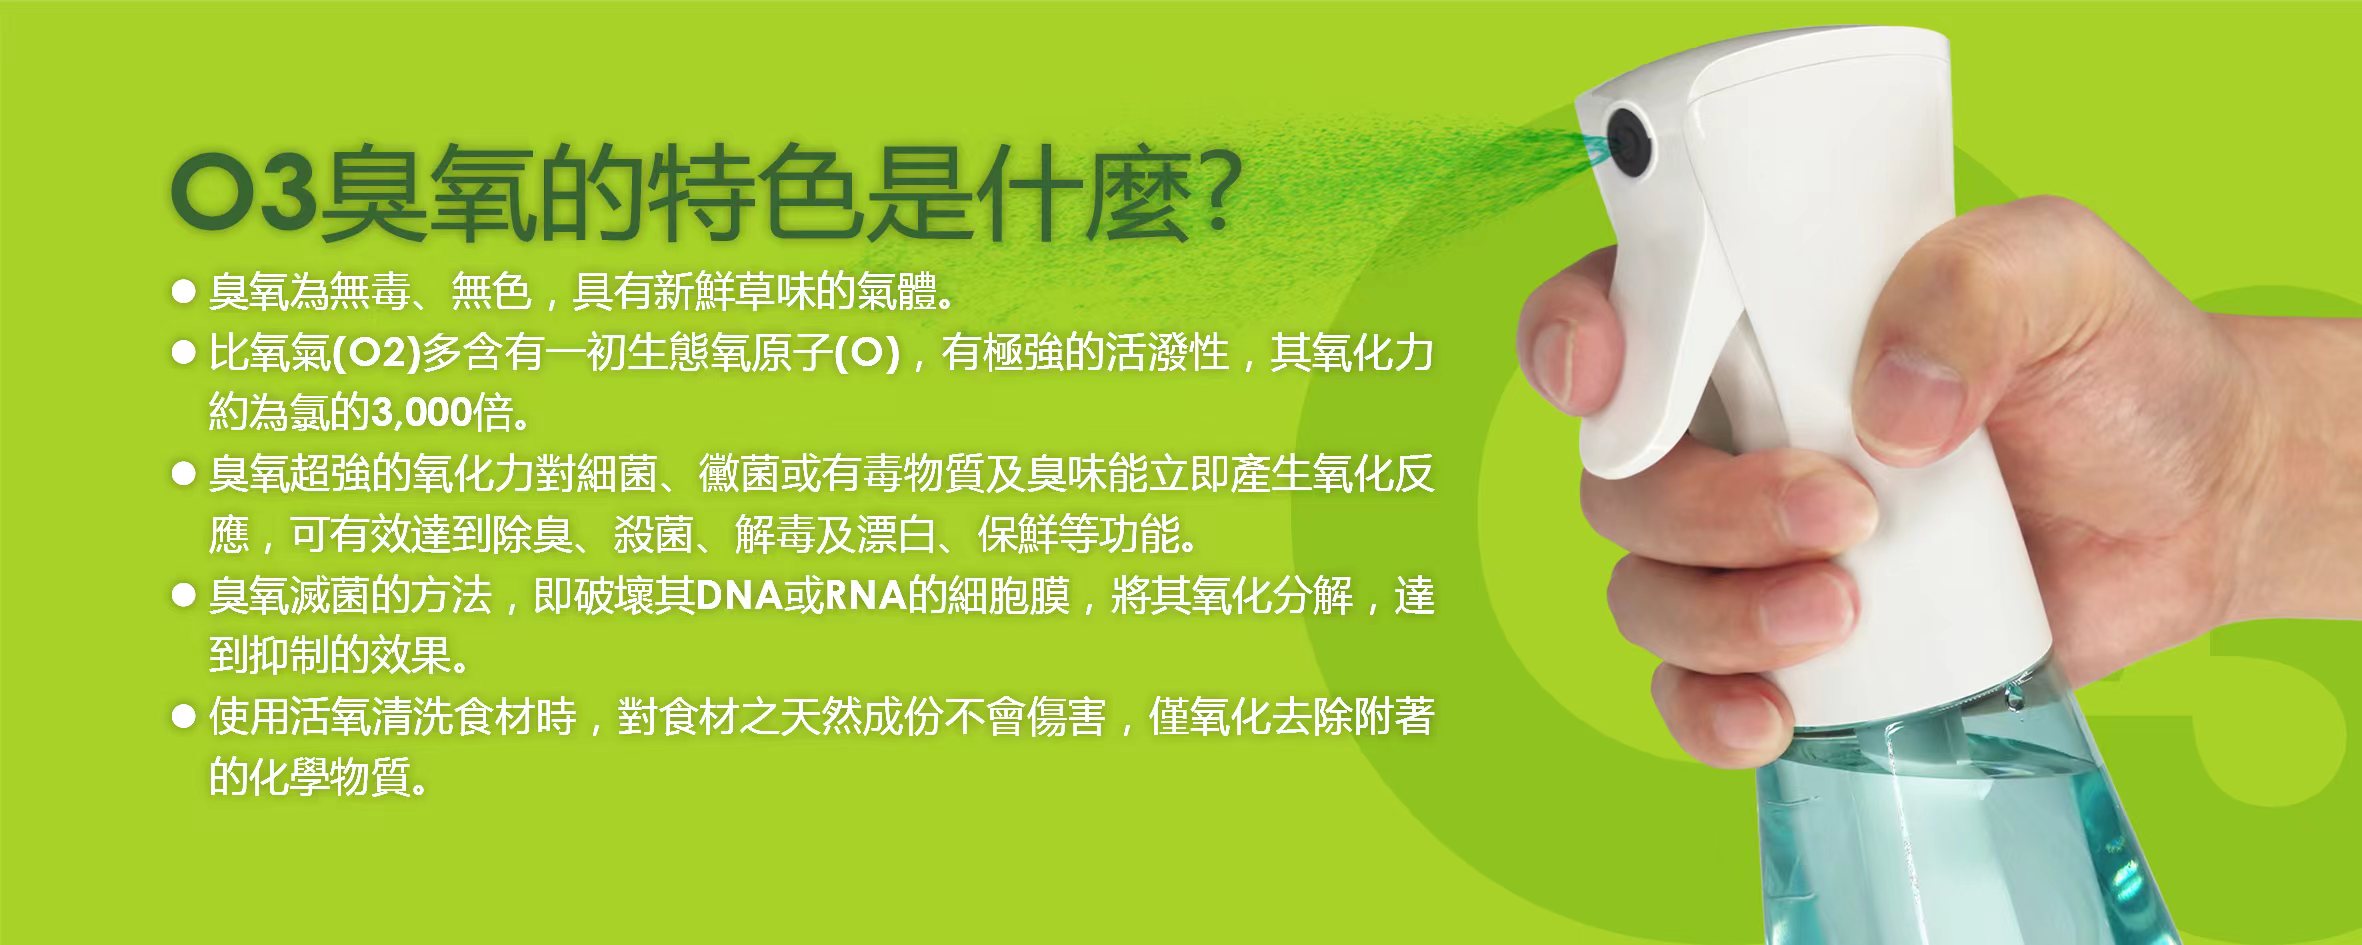 O3臭氧的特色是什麼?
● 臭氧為無毒、無色，具有新鮮草味的氣體。
● 比氧氣(O2)多含有一初生態氧原子(O)，有極強的活潑性，其氧化力
約為氯的3,000倍。
● 臭氧超強的氧化力對細菌、黴菌或有毒物質及臭味能立即產生氧化反
應，可有效達到除臭、殺菌、解毒及漂白、保鮮等功能。
● 臭氧滅菌的方法，即破壞其DNA或RNA的細胞膜，將其氧化分解，達
到抑制的效果。
● 使用活氧清洗食材時，對食材之天然成份不會傷害，僅氧化去除附著
的化學物質。